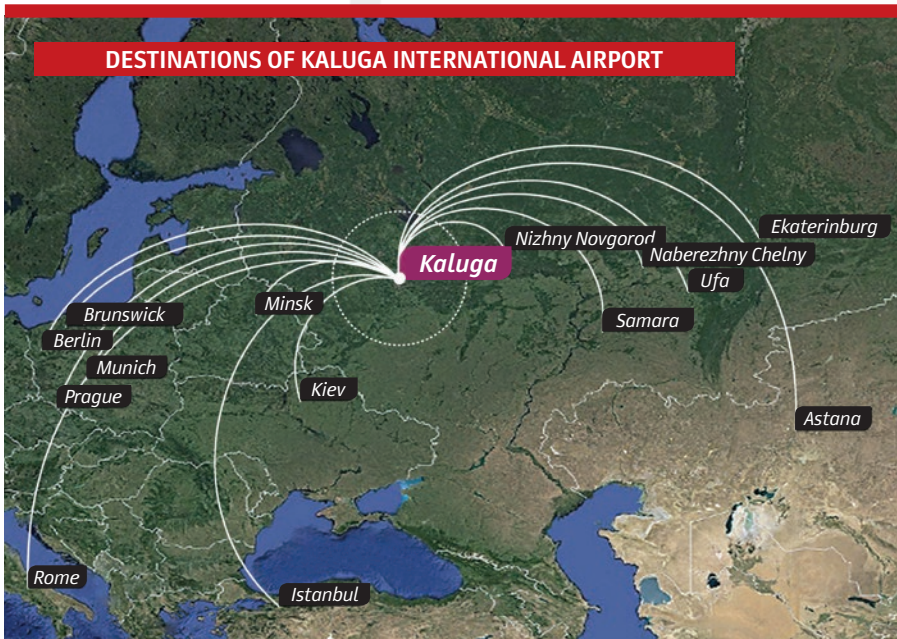 DESTINATIONS OF KALUGA INTERNATIONAL AIRPORT
Ekaterinburg
Nizhny Novgorod
Naberezhny Chelny
Kaluga
Ufa
Minsk
Brunswick
Samara
Berlin
Munich
Kiev
Prague
Astana
Rome
Istanbul